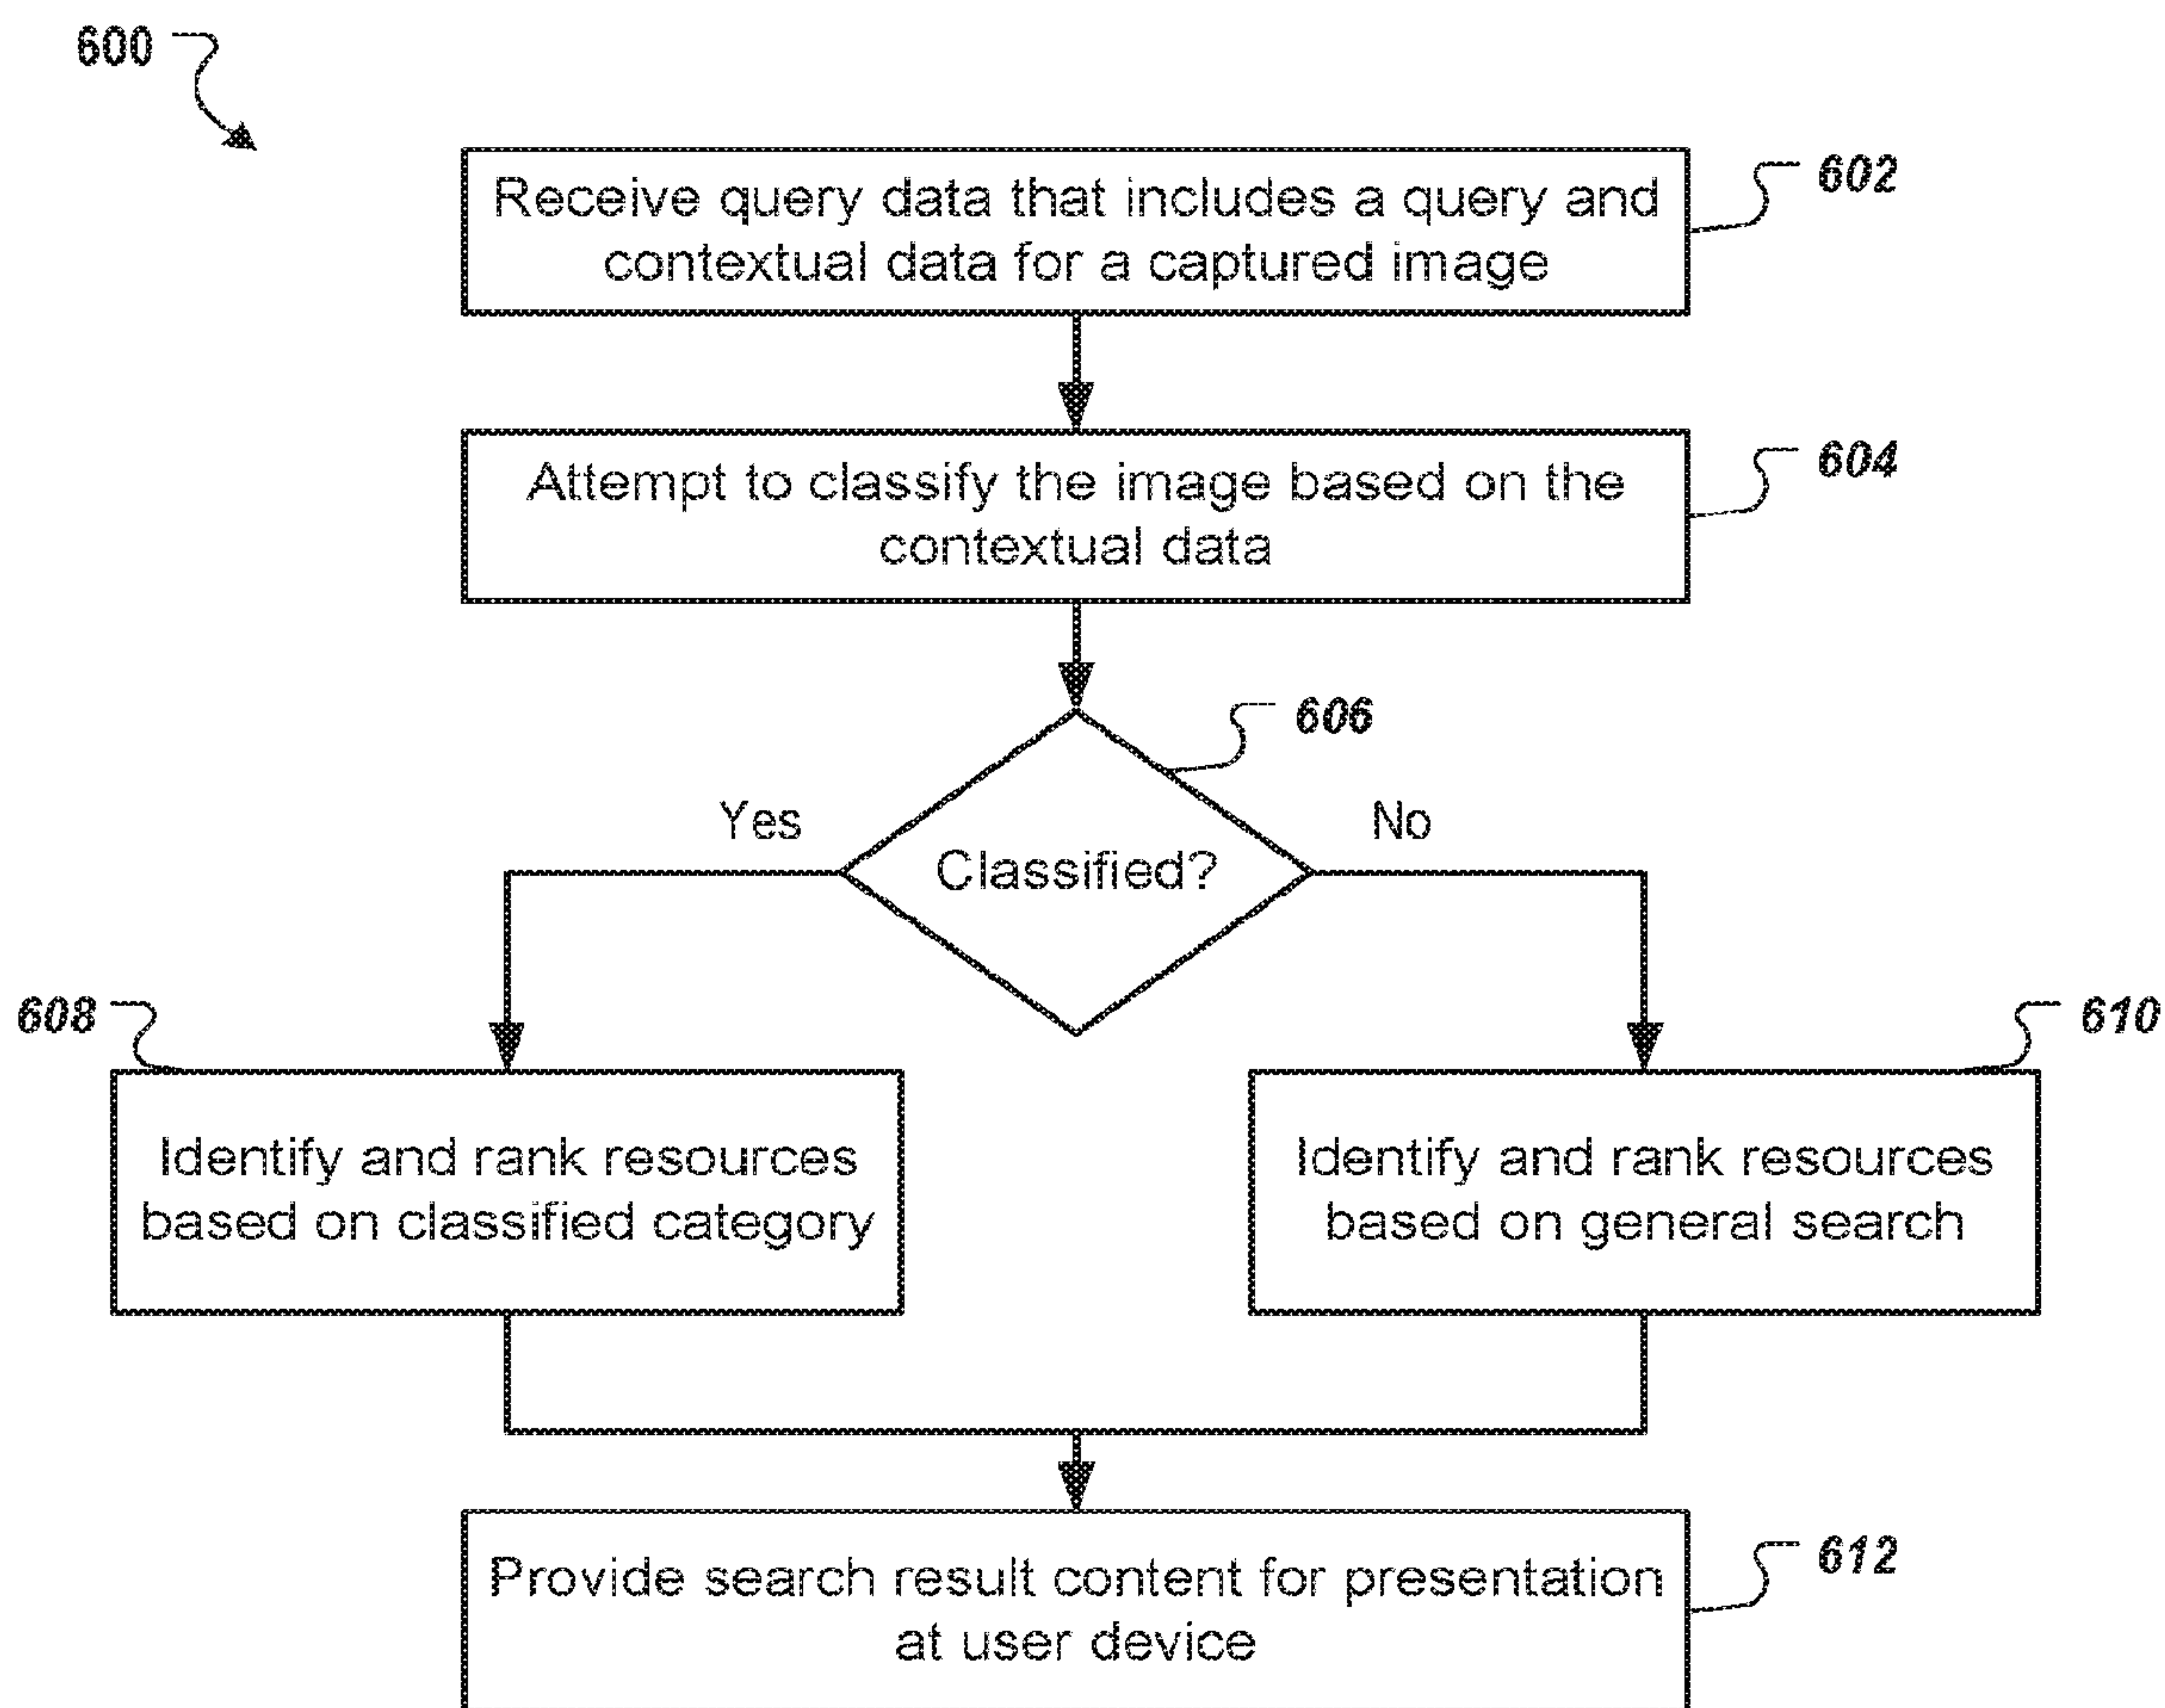 600
Receive query data that includes a query and
contextual data for a captured image
602
Attempt to classify the image based on the
contextual data
604
606
Yes
No
Classified?
608
610
Identify and rank resources
based on classified category
Identify and rank resources
based on general search
Provide search result content for presentation
at user device
612